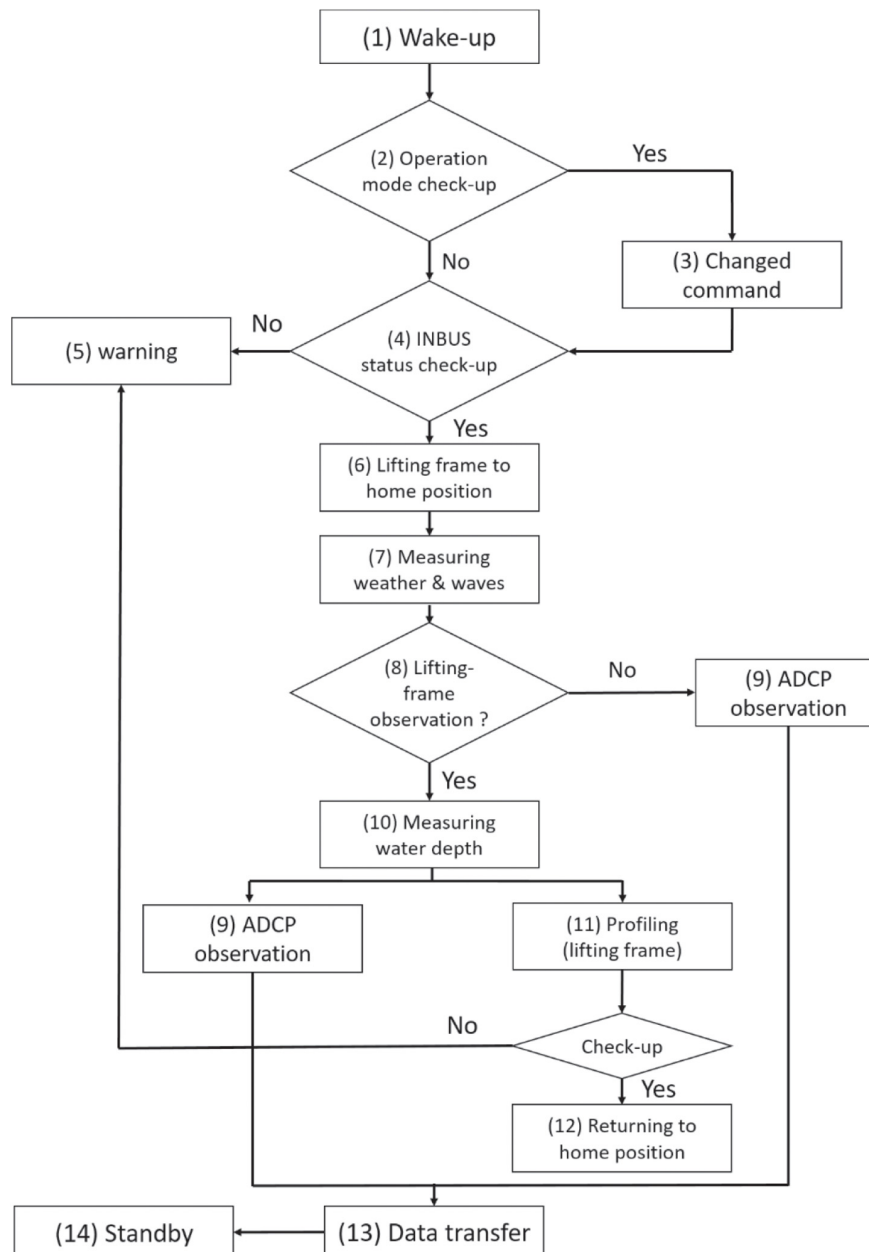 (1) Wake-up
(2) Operation
mode check-up
Yes
No
(3) Changed
command
(4) INBUS
status check-up
No
(5) warning
Yes
(6) Lifting frame to
home position
(7) Measuring
weather & waves
(8) Lifting-
frame
observation ?
No
(9) ADCP
observation
Yes
(10) Measuring
water depth
(9) ADCP
observation
(11) Profiling
(lifting frame)
No
Check-up
Yes
(12) Returning to
home position
(14) Standby
(13) Data transfer